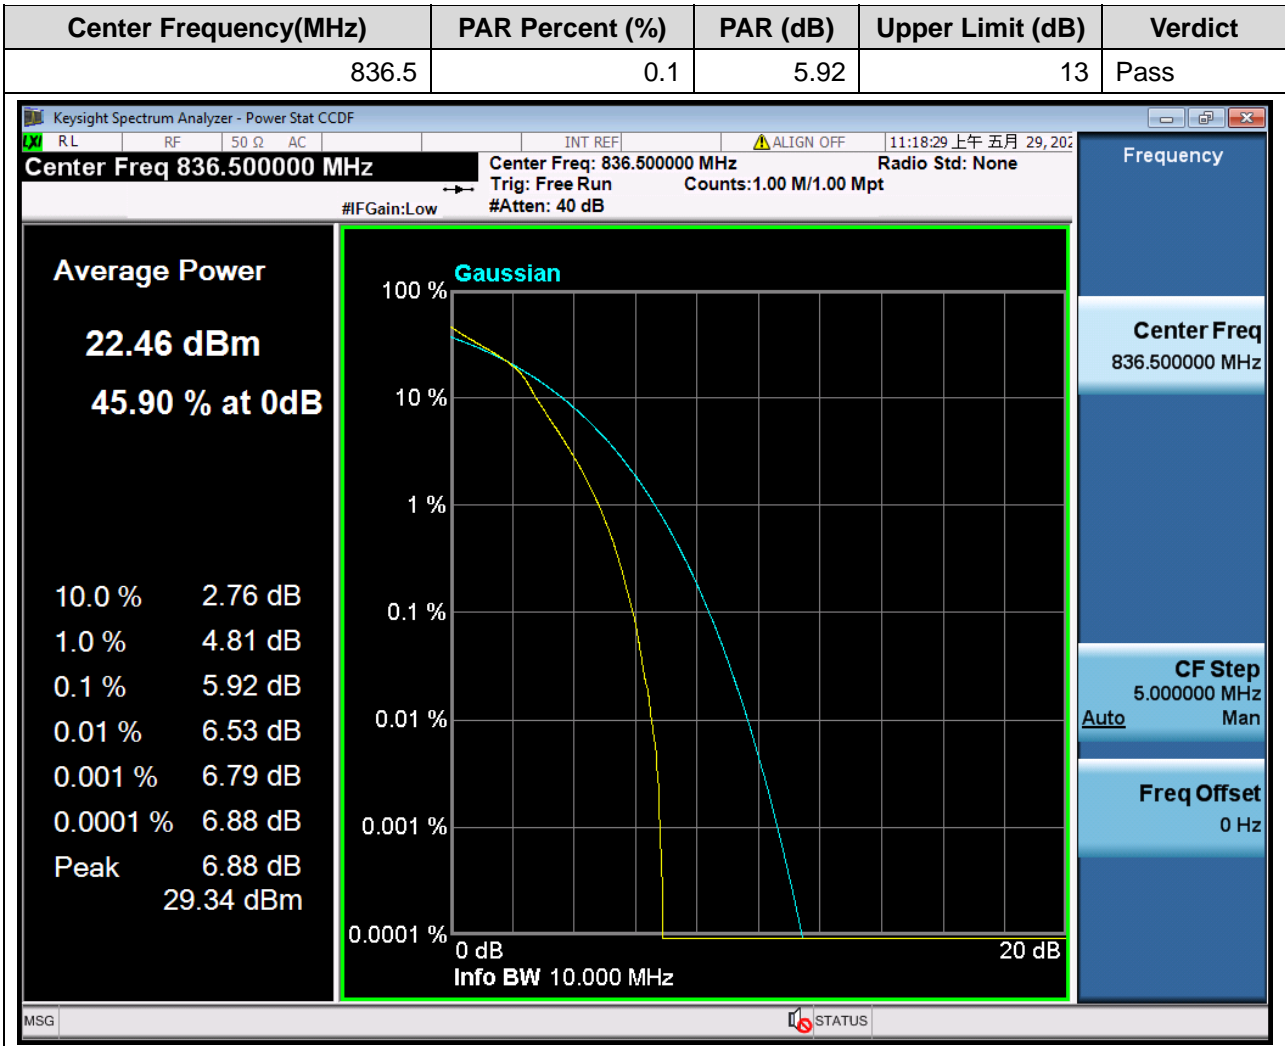 Center Frequency(MHz) PAR Percent (%) PAR (dB) Upper Limit (dB) Verdict
836.5 0.1 5.92 13 Pass
Keysight Spectrum Analyzer - Power Stat CCDF
LXI RL RF 50 Ω AC INT REF ALIGN OFF 11:18:29 上午 五月 29, 202
Center Freq 836.500000 MHz
Center Freq: 836.500000 MHz Radio Std: None
Trig: Free Run Counts:1.00 M/1.00 Mpt
#IFGain:Low #Atten: 40 dB
Average Power
22.46 dBm
45.90 % at 0dB
10.0 % 2.76 dB
1.0 % 4.81 dB
0.1 % 5.92 dB
0.01 % 6.53 dB
0.001 % 6.79 dB
0.0001 % 6.88 dB
Peak 6.88 dB
29.34 dBm
Gaussian
100 %
10 %
1 %
0.1 %
0.01 %
0.001 %
0.0001 %
0 dB 20 dB
Info BW 10.000 MHz
Frequency
Center Freq
836.500000 MHz
CF Step
5.000000 MHz
Auto Man
Freq Offset
0 Hz
MSG STATUS